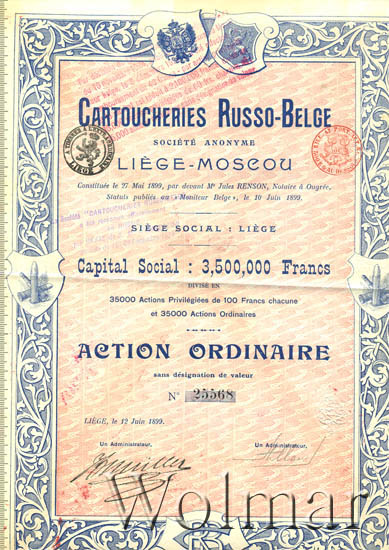 CARTOUCHERIES RUSSO-BELGE
SOCIÉTÉ ANONYME
LIÈGE-MOSCOU
Constituée le 27 Mai 1899, par devant Me Jules RENSON, Notaire à Ougrée,
Statuts publiés au «Moniteur Belge», le 10 Juin 1899.
"CARTOUCHERIES
SIÈGE SOCIAL : LIÈGE
Capital Social : 3,500,000 Francs
DIVISÉ EN
35000 Actions Privilégiées de 100 Francs chacune
et 35000 Actions Ordinaires
ACTION ORDINAIRE
sans désignation de valeur
N° 25568
LIÈGE, le 12 Juin 1899.
Un Administrateur,
Un Administrateur,
Wolmar